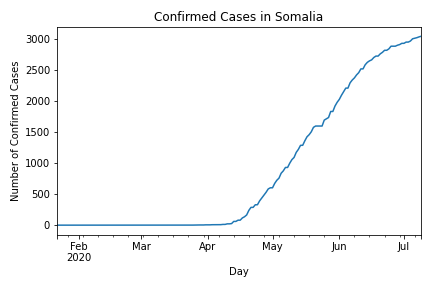 Confirmed Cases in Somalia
Number of Confirmed Cases
3000
2500
2000
1500
1000
500
0
Feb Mar Apr May Jun Jul
2020
Day